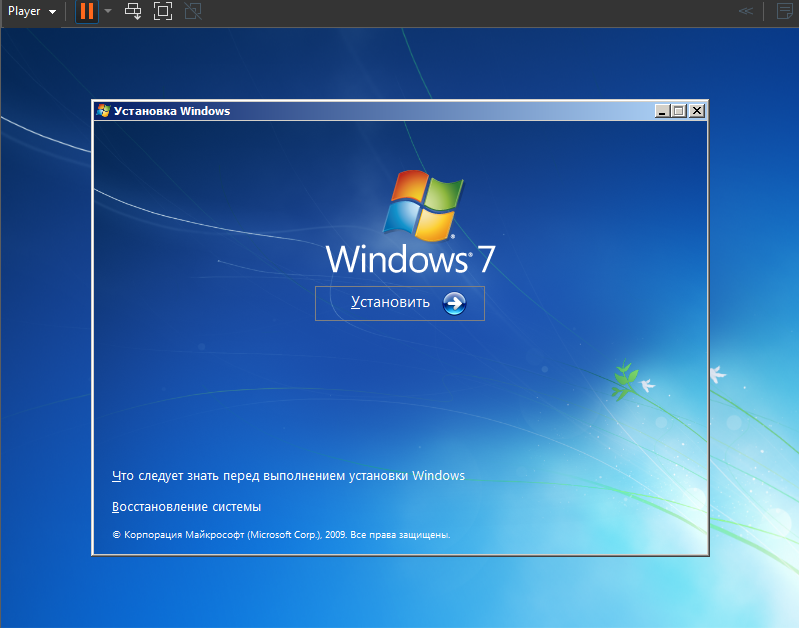 Player
Установка Windows
Windows® 7
Установить
Что следует знать перед выполнением установки Windows
Восстановление системы
© Корпорация Майкрософт (Microsoft Corp.), 2009. Все права защищены.